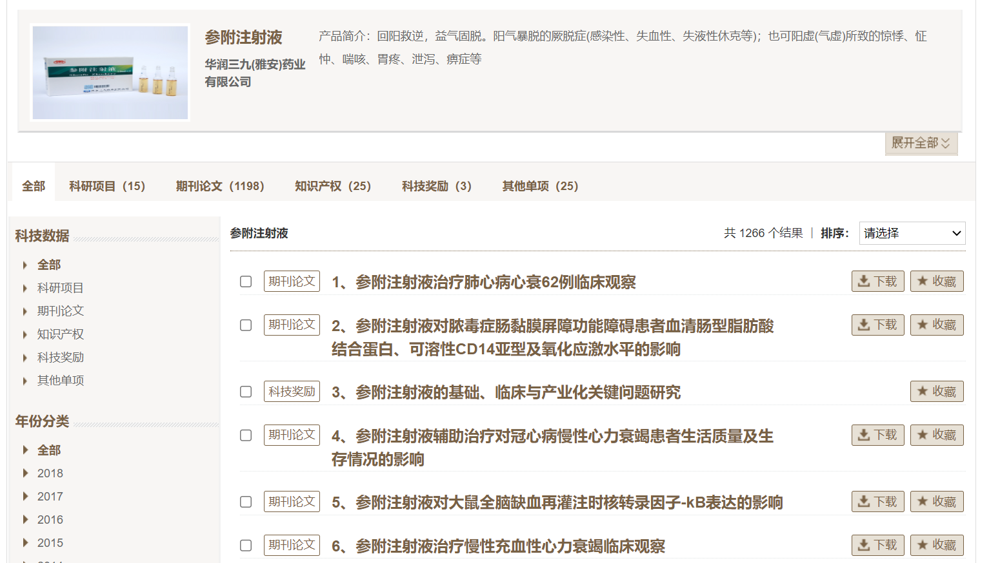 参附注射液
华润三九(雅安)药业
有限公司
产品简介：回阳救逆，益气固脱。阳气暴脱的厥脱症(感染性、失血性、失液性休克等)；也可阳虚(气虚)所致的惊悸、怔
忡、喘咳、胃疼、泄泻、痹症等
参附注射液
展开全部
全部 科研项目（15） 期刊论文（1198） 知识产权（25） 科技奖励（3） 其他单项（25）
科技数据
全部
科研项目
期刊论文
知识产权
科技奖励
其他单项
年份分类
全部
2018
2017
2016
2015
参附注射液 共 1266 个结果 | 排序： 请选择
期刊论文 1、参附注射液治疗肺心病心衰62例临床观察 下载 收藏
期刊论文 2、参附注射液对脓毒症肠黏膜屏障功能障碍患者血清肠型脂肪酸 下载 收藏
结合蛋白、可溶性CD14亚型及氧化应激水平的影响
科技奖励 3、参附注射液的基础、临床与产业化关键问题研究 收藏
期刊论文 4、参附注射液辅助治疗对冠心病慢性心力衰竭患者生活质量及生 下载 收藏
存情况的影响
期刊论文 5、参附注射液对大鼠全脑缺血再灌注时核转录因子-kB表达的影响 下载 收藏
期刊论文 6、参附注射液治疗慢性充血性心力衰竭临床观察 下载 收藏